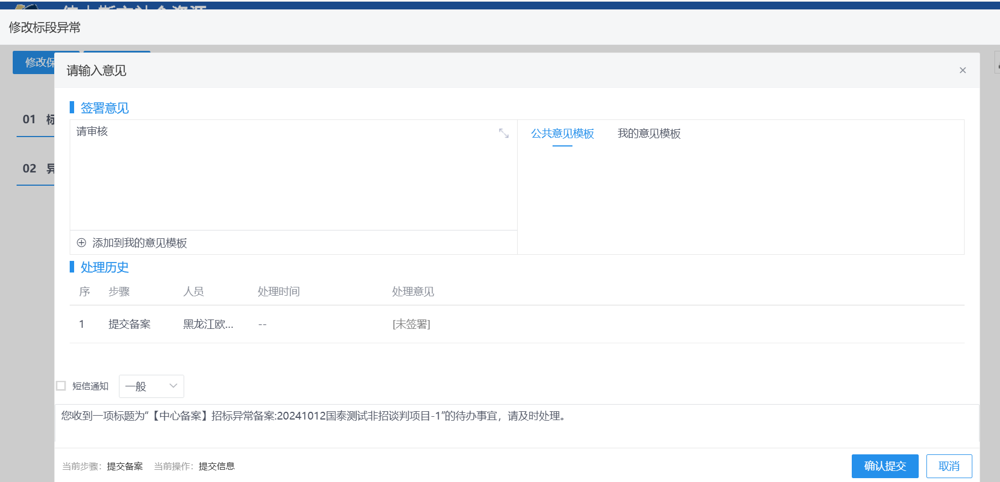 修改标段异常
修改保
请输入意见
01 标
02 异
签署意见
请审核
公共意见模板 我的意见模板
添加到我的意见模板
处理历史
序 步骤 人员 处理时间 处理意见
1 提交备案 黑龙江欧... -- [未签署]
短信通知 一般
您收到一项标题为“【中心备案】招标异常备案:20241012国泰测试非招谈判项目-1”的待办事宜，请及时处理。
当前步骤：提交备案 当前操作：提交信息
确认提交 取消